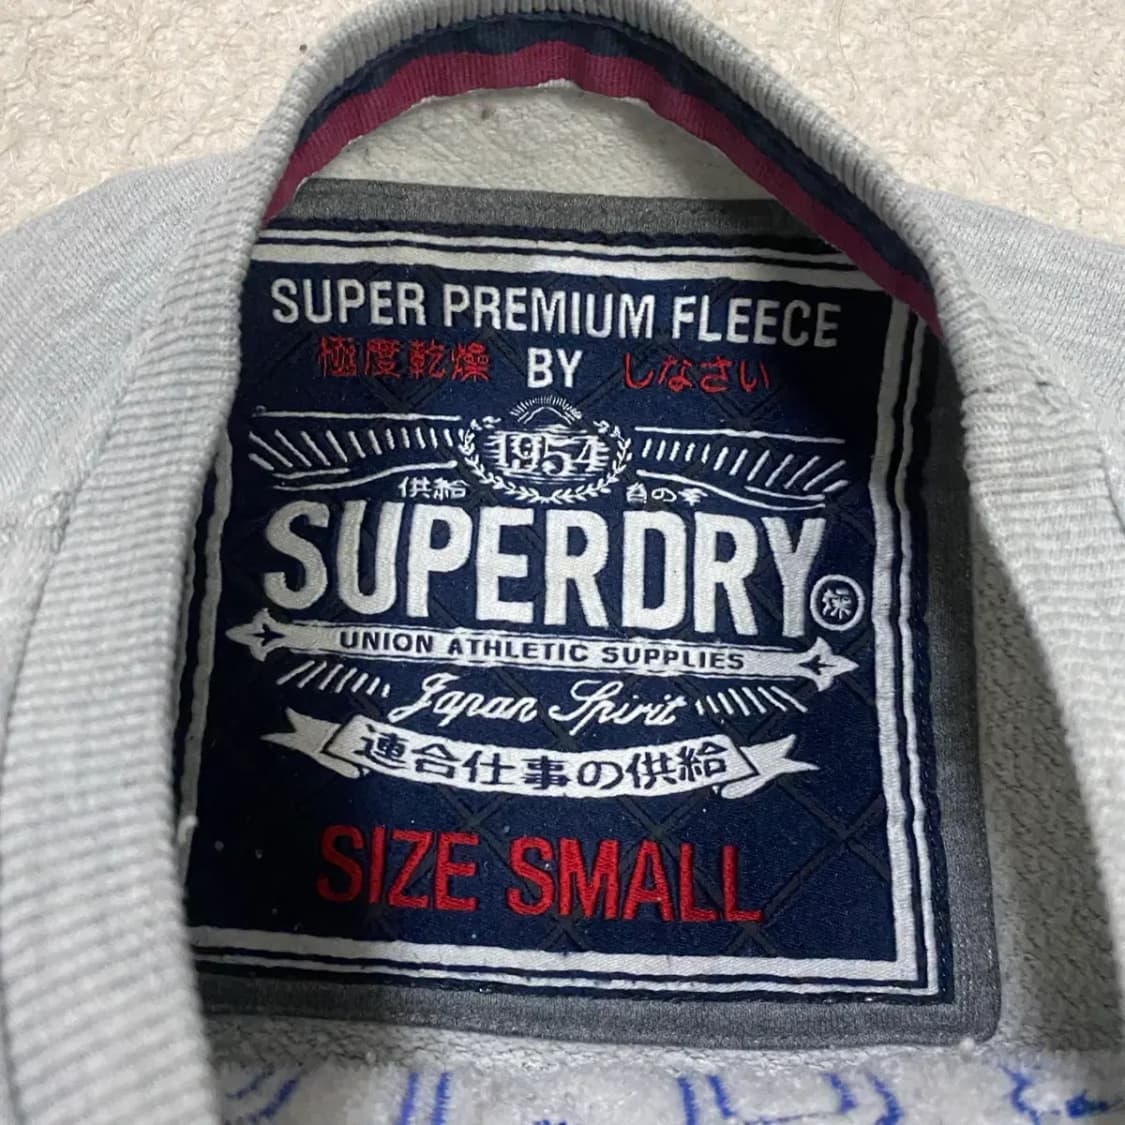 SUPER PREMIUM FLEECE
極度乾燥 BY しなさい
1954
供給
SUPERDRY
燥
UNION ATHLETIC SUPPLIES
Japan Spirit
連合仕事の供給
SIZE SMALL